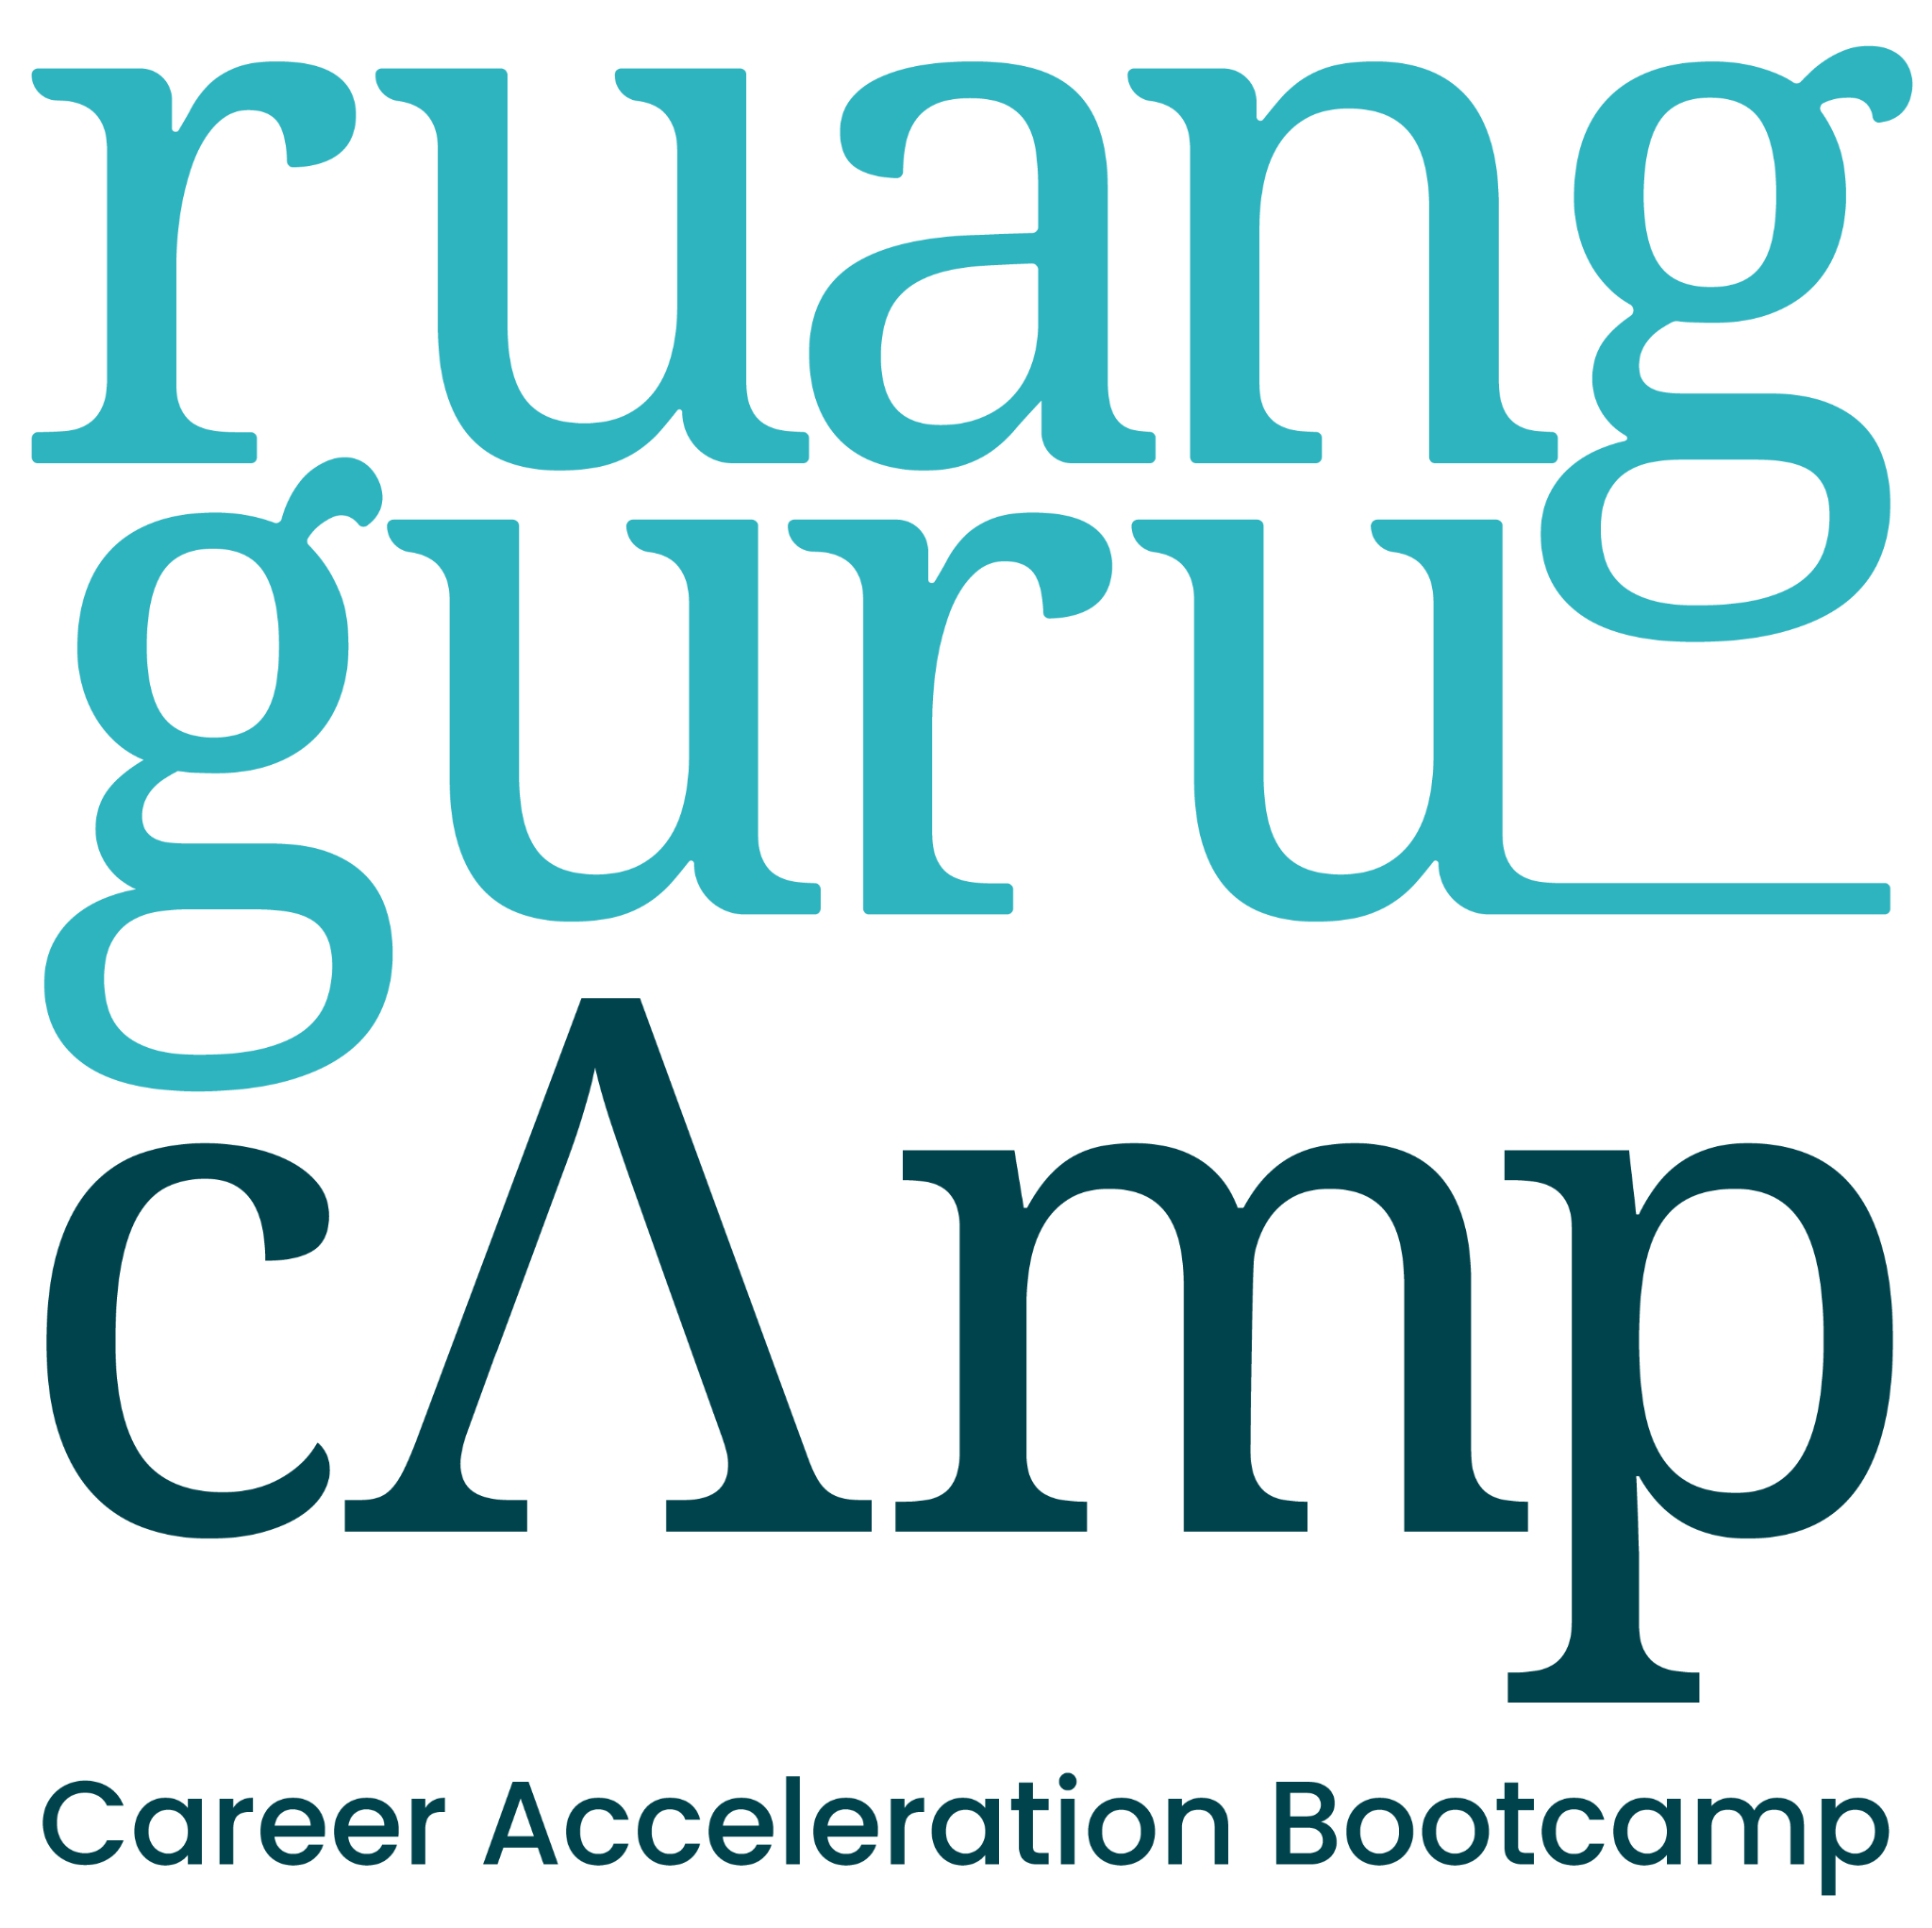 ruang
guru
cΛmp
Career Acceleration Bootcamp